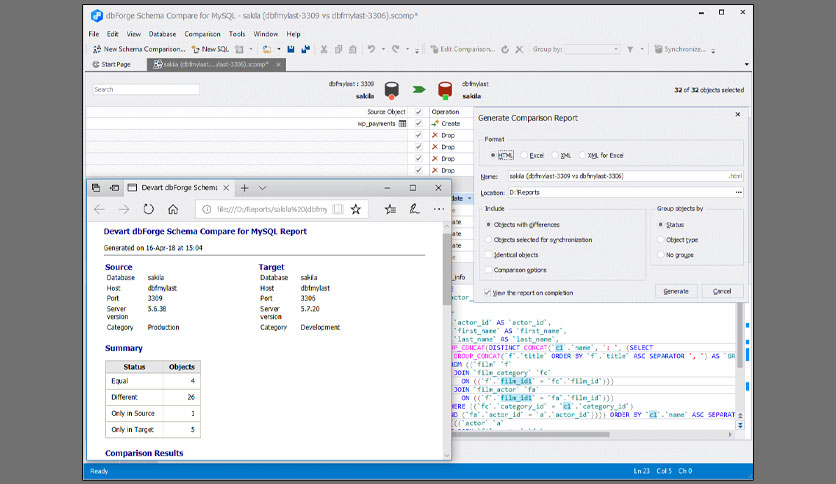 dbForge Schema Compare for MySQL - sakila (dbfmylast-3309 vs dbfmylast-3306).scomp*
File Edit View Database Comparison Tools Window Help
New Schema Comparison... New SQL Edit Comparison... Group by: Synchronize...
Start Page sakila (dbfmylast...ylast-3306).scomp*
Search
dbfmylast : 3309 dbfmylast
sakila sakila
32 of 32 objects selected
Source Object Operation
wp_payments Create
Drop
Drop
Drop
Drop
Generate Comparison Report
Format
HTML Excel XML XML for Excel
Name: sakila (dbfmylast-3309 vs dbfmylast-3306) .html
Location: D:\Reports
Include
Objects with differences
Objects selected for synchronization
Identical objects
Comparison options
Group objects by
Status
Object type
No groups
View the report on completion
Generate Cancel
Devart dbForge Schema
file:///D:/Reports/sakila%20(dbfmy
Devart dbForge Schema Compare for MySQL Report
Generated on 16-Apr-18 at 15:04
Source Target
Database sakila Database sakila
Host dbfmylast Host dbfmylast
Port 3309 Port 3306
Server version 5.6.38 Server version 5.7.20
Category Production Category Development
Summary
Status Objects
Equal 4
Different 26
Only in Source 1
Only in Target 5
Comparison Results
_info
`actor_id` AS `actor_id`,
`first_name` AS `first_name`,
`last_name` AS `last_name`,
UP_CONCAT(DISTINCT CONCAT(`c1`.`name`, ': ', (SELECT
GROUP_CONCAT(`f`.`title` ORDER BY `f`.`title` ASC SEPARATOR ', ') AS `GR
ROM ((`film` `f`
JOIN `film_category` `fc`
ON ((`f`.`film_id1` = `fc`.`film_id`)))
JOIN `film_actor` `fa`
ON ((`f`.`film_id1` = `fa`.`film_id`)))
WHERE ((`fc`.`category_id` = `c1`.`category_id`)
ND (`fa`.`actor_id` = `a`.`actor_id`)))) ORDER BY `c1`.`name` ASC SEPARAT
((`actor` `a`
Ready Ln 23 Col 5 Ch 0